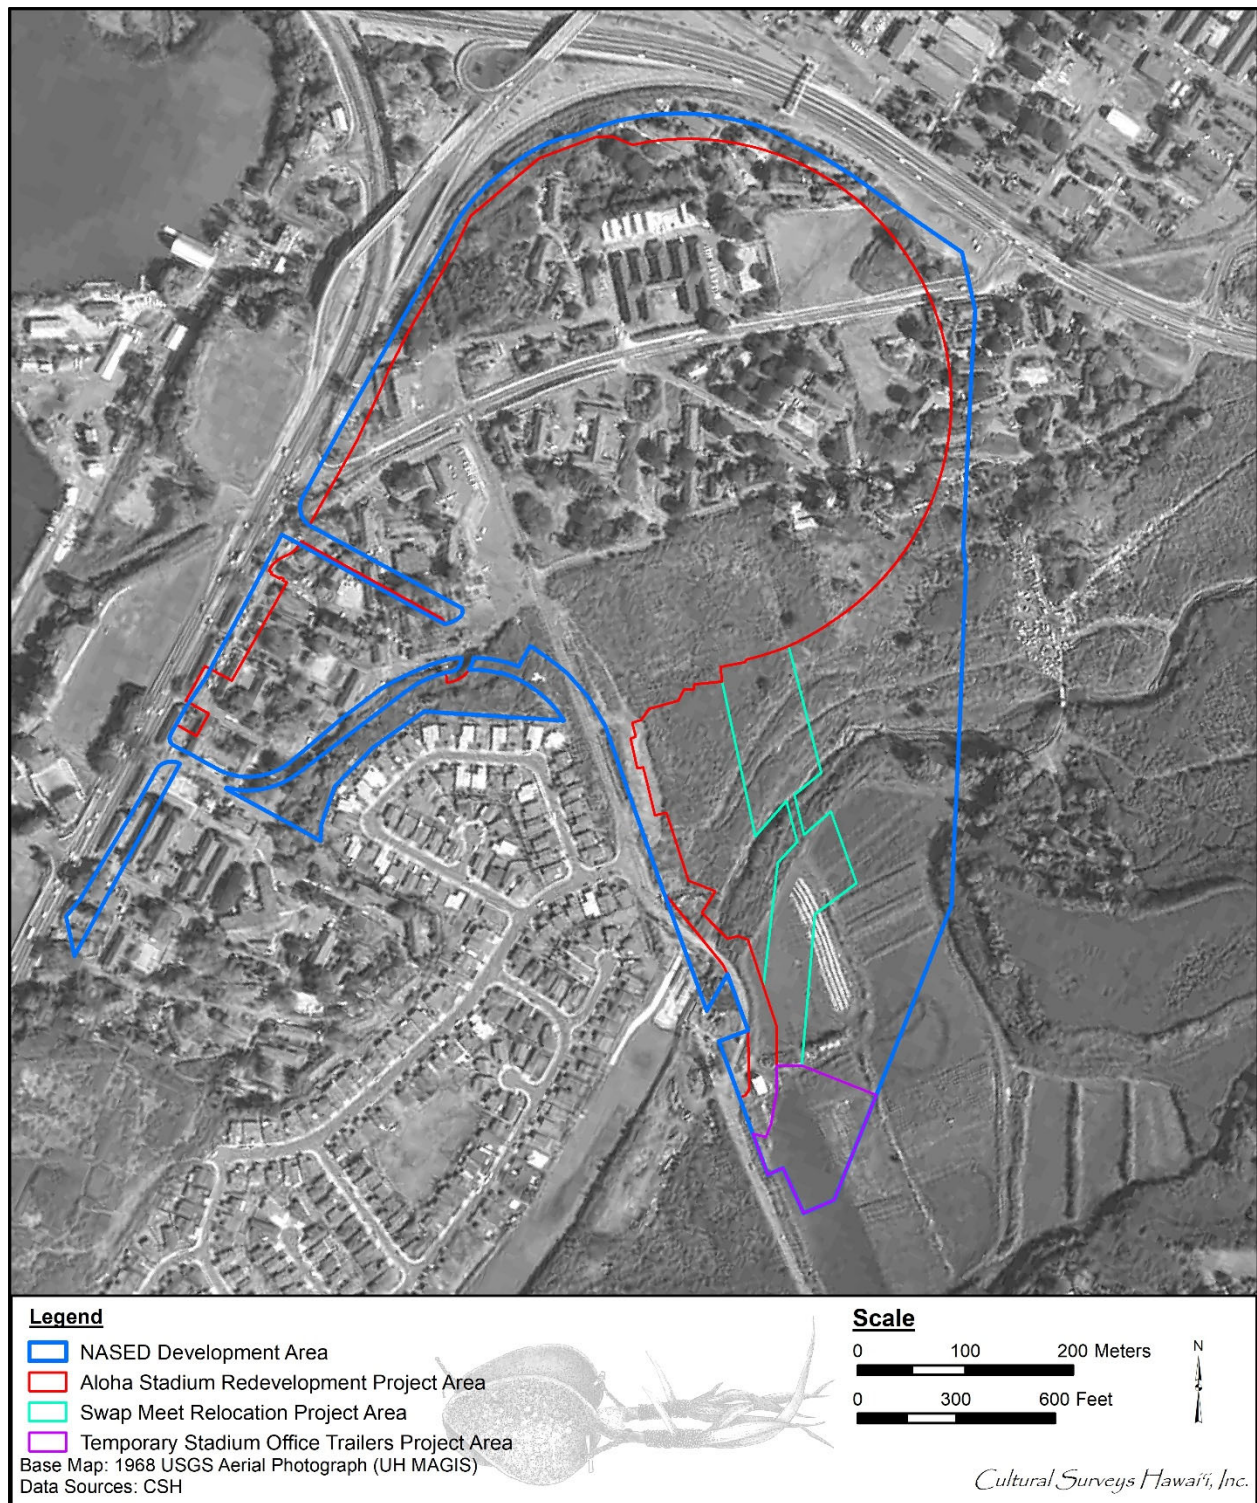 Legend
NASED Development Area
Aloha Stadium Redevelopment Project Area
Swap Meet Relocation Project Area
Temporary Stadium Office Trailers Project Area
Base Map: 1968 USGS Aerial Photograph (UH MAGIS)
Data Sources: CSH
Scale
0 100 200 Meters
0 300 600 Feet
N
Cultural Surveys Hawai‘i, Inc.